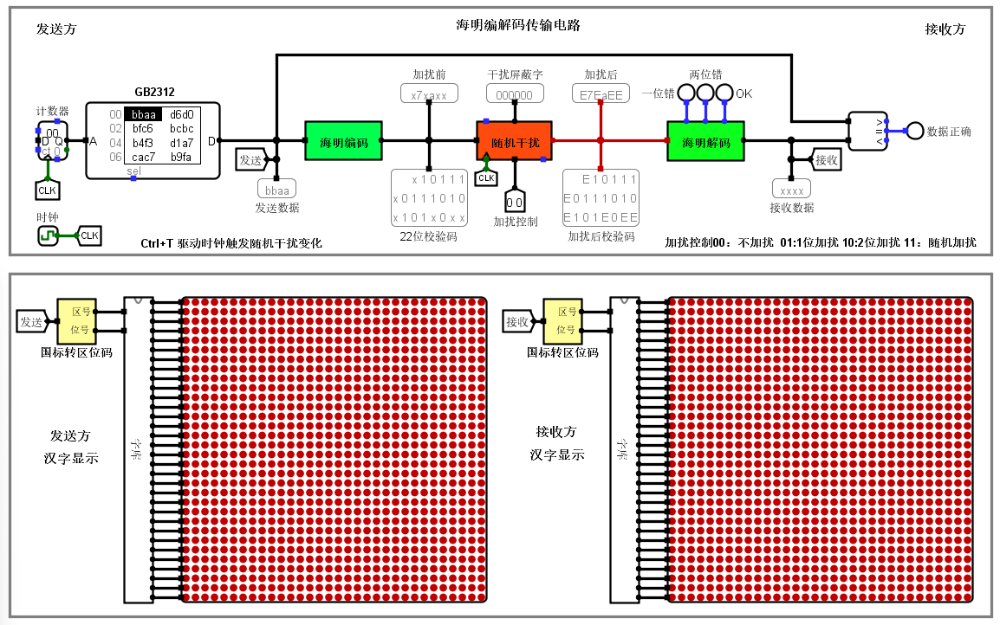 海明编解码传输电路
发送方
接收方
GB2312
计数器
00
D Q
ct 0
A
00 bbaa d6d0
02 bfc6 bcbc
04 b4f3 d1a7
06 cac7 b9fa
sel
D
CLK
时钟
CLK
发送
bbaa
发送数据
海明编码
加扰前
x7xaxx
x10111
x0111010
x101x0xx
22位校验码
干扰屏蔽字
000000
随机干扰
CLK
00
加扰控制
加扰后
E7EaEE
E10111
E0111010
E101E0EE
加扰后校验码
两位错
一位错
OK
海明解码
接收
xxxx
接收数据
>
=
<
数据正确
Ctrl+T 驱动时钟触发随机干扰变化
加扰控制00：不加扰 01:1位加扰 10:2位加扰 11：随机加扰
发送
区号
位号
国标转区位码
字库
发送方
汉字显示
接收
区号
位号
国标转区位码
字库
接收方
汉字显示